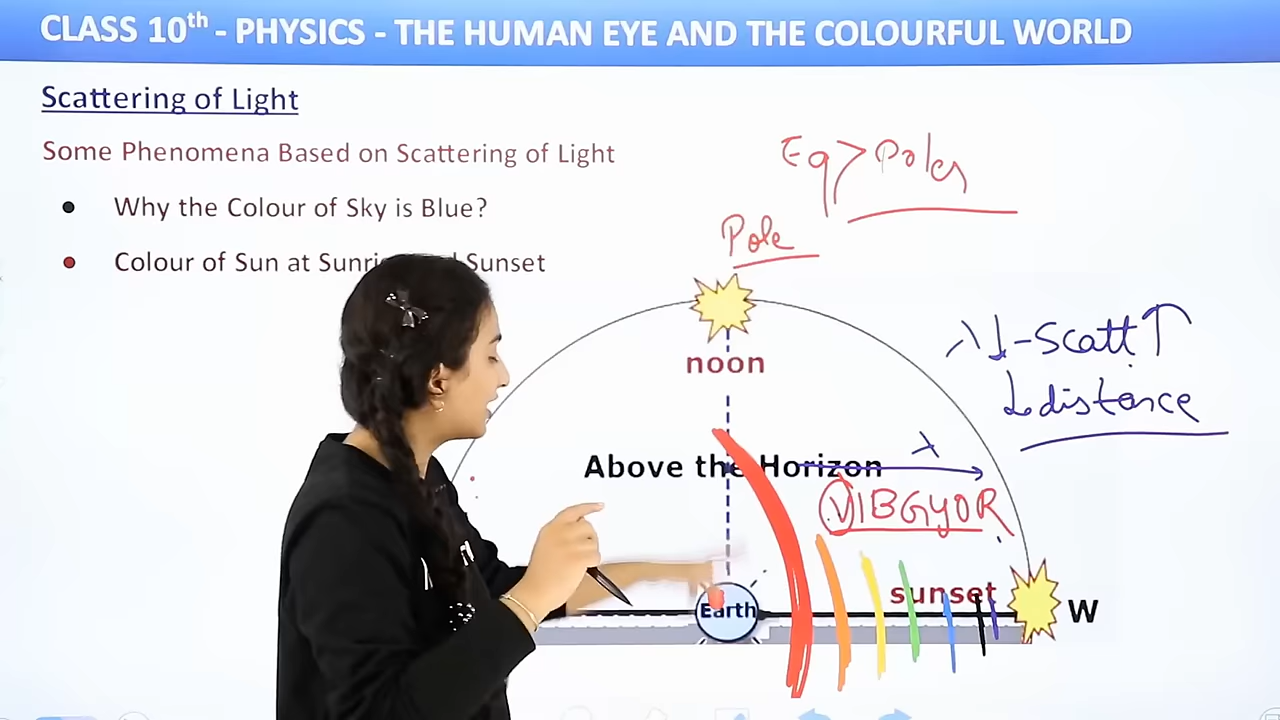 CLASS 10th - PHYSICS - THE HUMAN EYE AND THE COLOURFUL WORLD
Scattering of Light
Some Phenomena Based on Scattering of Light
Eq > Poles
• Why the Colour of Sky is Blue?
Pole
• Colour of Sun at Sunri Sunset
noon
λ↓ - Scatt↑
↳ distance
λ
Above the Horizon
VIBGYOR
sunset
Earth
W